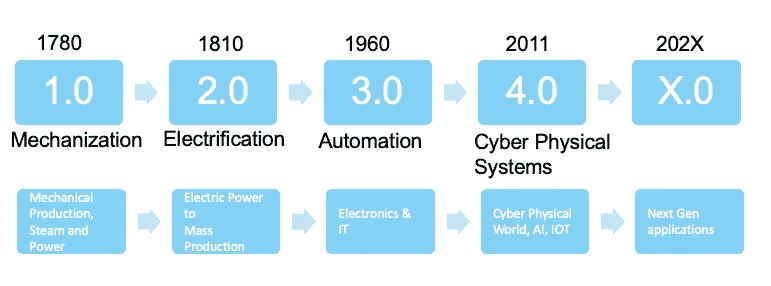 1780
1810
1960
2011
202X
1.0
2.0
3.0
4.0
X.0
Mechanization
Electrification
Automation
Cyber Physical
Systems
Mechanical
Production,
Steam and
Power
Electric Power
to
Mass
Production
Electronics &
IT
Cyber Physical
World, AI, IOT
Next Gen
applications